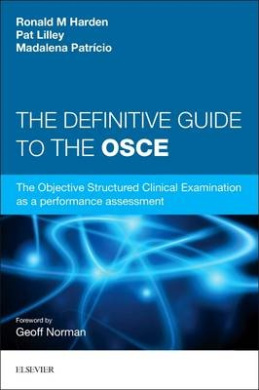 Ronald M Harden
Pat Lilley
Madalena Patrício
THE DEFINITIVE GUIDE
TO THE OSCE
The Objective Structured Clinical Examination
as a performance assessment
Foreword by
Geoff Norman
ELSEVIER